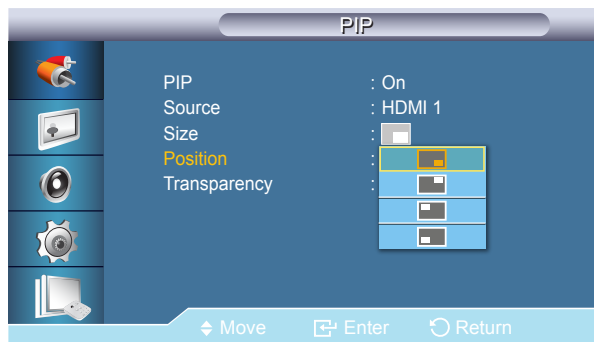 PIP
PIP : On
Source : HDMI 1
Size :
Position :
Transparency :
Move Enter Return